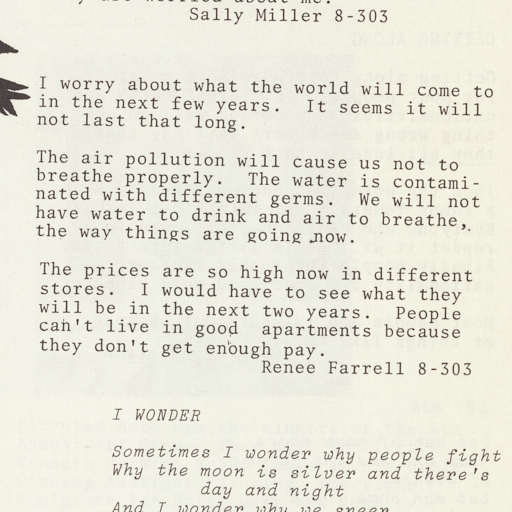 are worried about me.
Sally Miller 8-303
I worry about what the world will come to
in the next few years. It seems it will
not last that long.
The air pollution will cause us not to
breathe properly. The water is contami-
nated with different germs. We will not
have water to drink and air to breathe,
the way things are going now.
The prices are so high now in different
stores. I would have to see what they
will be in the next two years. People
can't live in good apartments because
they don't get enough pay.
Renee Farrell 8-303
I WONDER
Sometimes I wonder why people fight
Why the moon is silver and there's
day and night
And I wonder why we